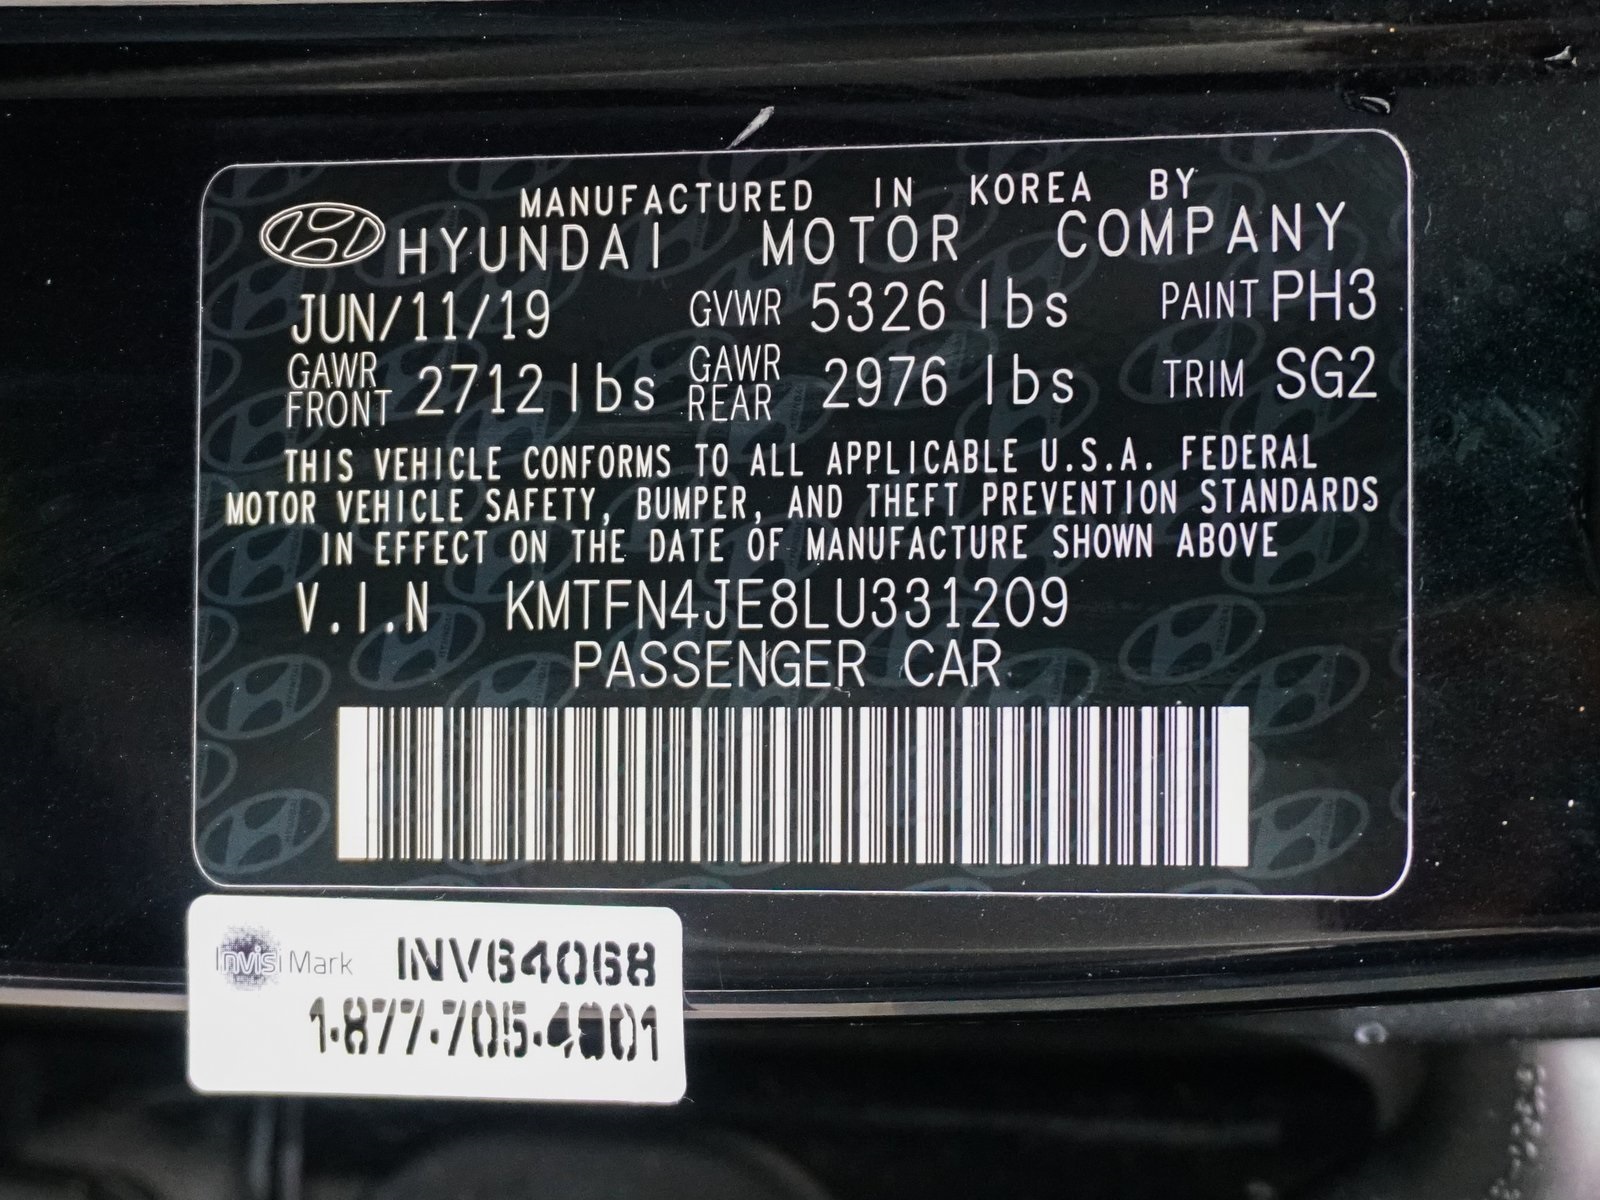 MANUFACTURED IN KOREA BY
HYUNDAI MOTOR COMPANY
JUN/11/19 GVWR 5326 lbs PAINT PH3
GAWR FRONT 2712 lbs GAWR REAR 2976 lbs TRIM SG2
THIS VEHICLE CONFORMS TO ALL APPLICABLE U.S.A. FEDERAL
MOTOR VEHICLE SAFETY, BUMPER, AND THEFT PREVENTION STANDARDS
IN EFFECT ON THE DATE OF MANUFACTURE SHOWN ABOVE
V.I.N KMTFN4JE8LU331209
PASSENGER CAR
InvisiMark INV64068
1-877-705-4001